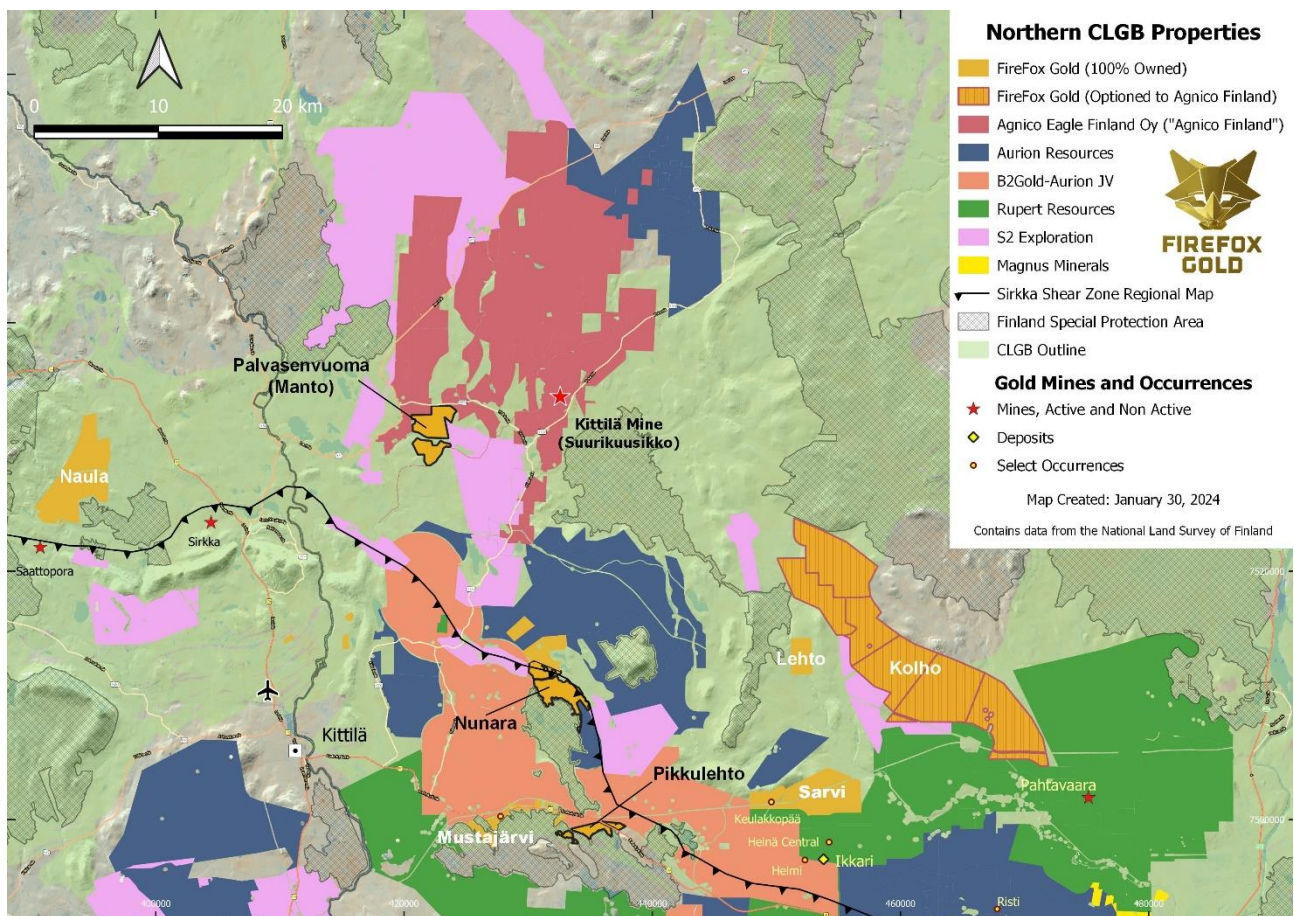 Northern CLGB Properties
FireFox Gold (100% Owned)
FireFox Gold (Optioned to Agnico Finland)
Agnico Eagle Finland Oy ("Agnico Finland")
Aurion Resources
B2Gold-Aurion JV
Rupert Resources
S2 Exploration
Magnus Minerals
Sirkka Shear Zone Regional Map
Finland Special Protection Area
CLGB Outline
FIREFOX
GOLD
Gold Mines and Occurrences
Mines, Active and Non Active
Deposits
Select Occurrences
Map Created: January 30, 2024
Contains data from the National Land Survey of Finland
0
10
20 km
Palvasenvuoma
(Manto)
Kittilä Mine
(Suurikuusikko)
Naula
Sirkka
Saattopora
7520000
Lehto
Kolho
Nunara
Kittilä
Pikkulehto
Sarvi
Pahtavaara
Keulakkopää
Mustajärvi
7500000
Heinä Central
Ikkari
Helmi
Risti
400000
420000
440000
460000
480000